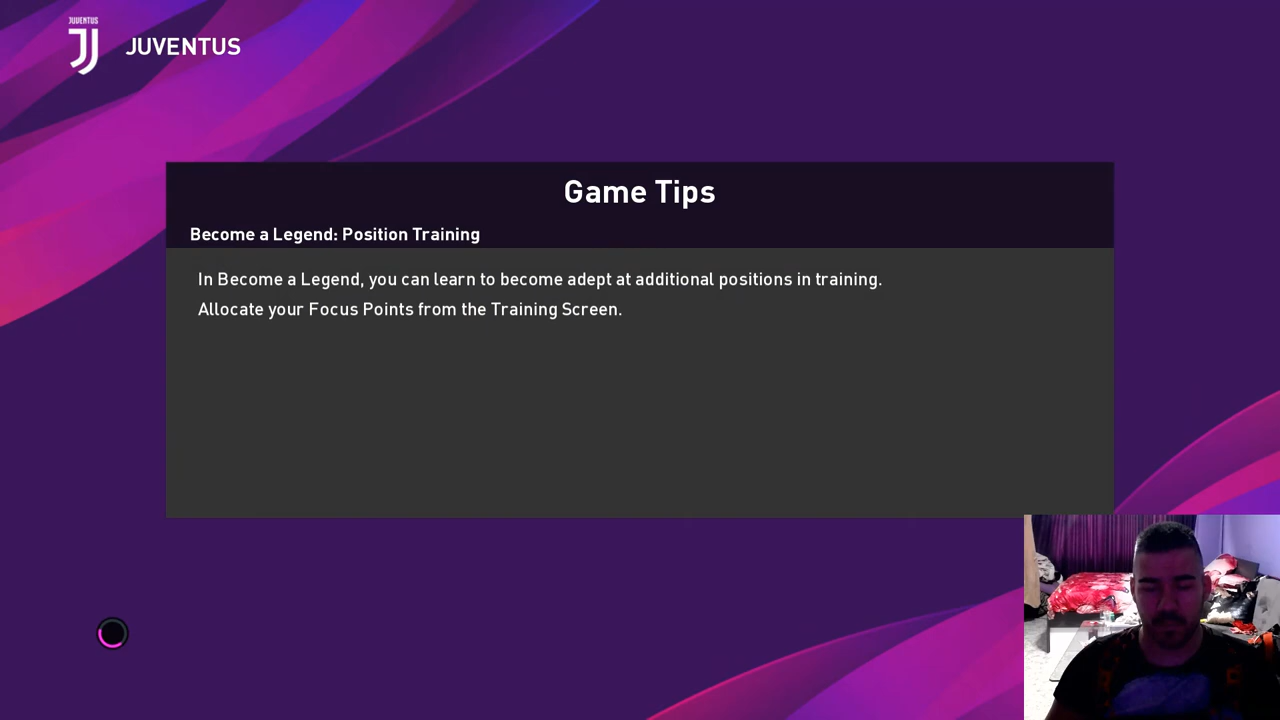 JUVENTUS
JUVENTUS
Game Tips
Become a Legend: Position Training
In Become a Legend, you can learn to become adept at additional positions in training.
Allocate your Focus Points from the Training Screen.